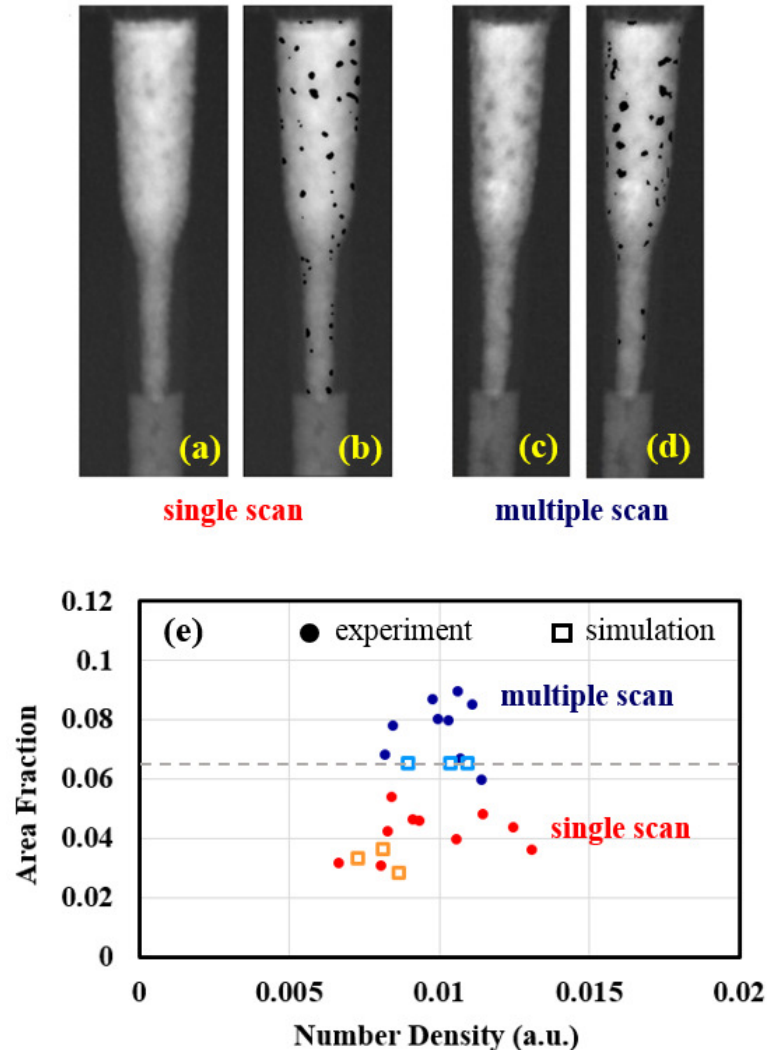 (a) (b) (c) (d)
single scan multiple scan
0.12
(e) experiment simulation
0.1
multiple scan
0.08
0.06
single scan
0.04
0.02
0
Area Fraction
0 0.005 0.01 0.015 0.02
Number Density (a.u.)